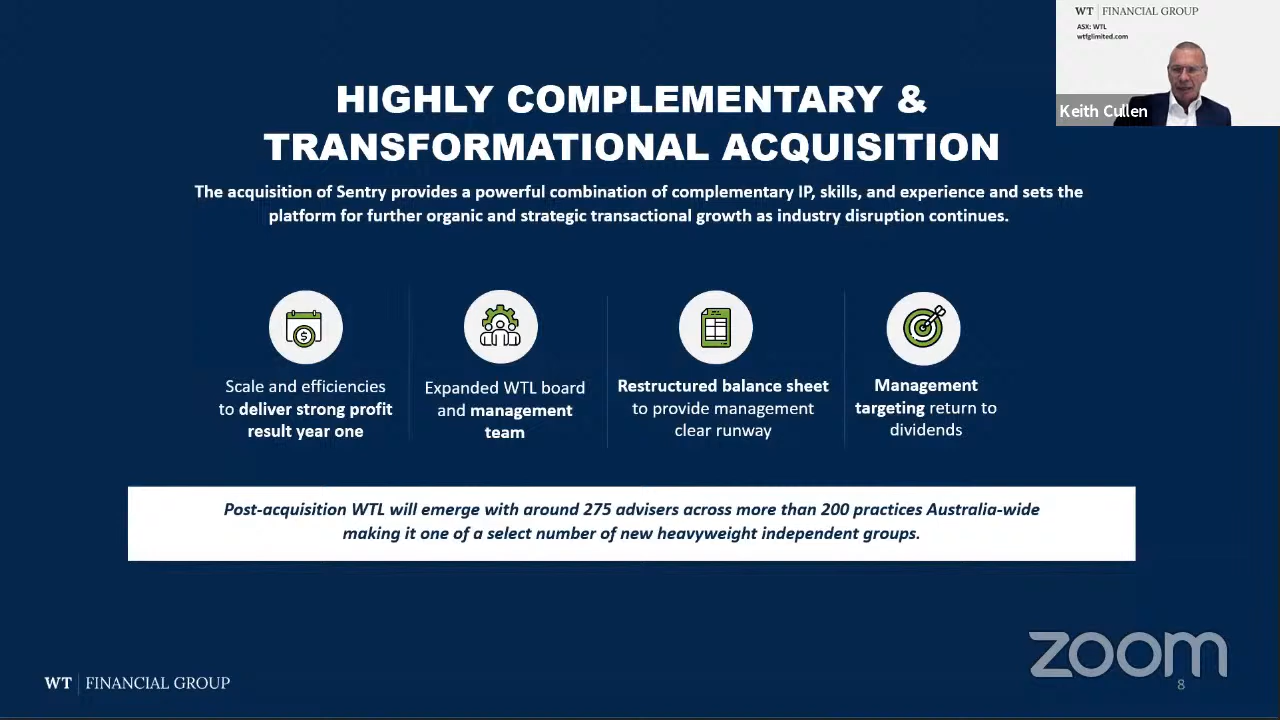 WT FINANCIAL GROUP
ASX: WTL
wtfglimited.com
Keith Cullen
HIGHLY COMPLEMENTARY &
TRANSFORMATIONAL ACQUISITION
The acquisition of Sentry provides a powerful combination of complementary IP, skills, and experience and sets the
platform for further organic and strategic transactional growth as industry disruption continues.
Scale and efficiencies
to deliver strong profit
result year one
Expanded WTL board
and management
team
Restructured balance sheet
to provide management
clear runway
Management
targeting return to
dividends
Post-acquisition WTL will emerge with around 275 advisers across more than 200 practices Australia-wide
making it one of a select number of new heavyweight independent groups.
WT FINANCIAL GROUP
zoom
8